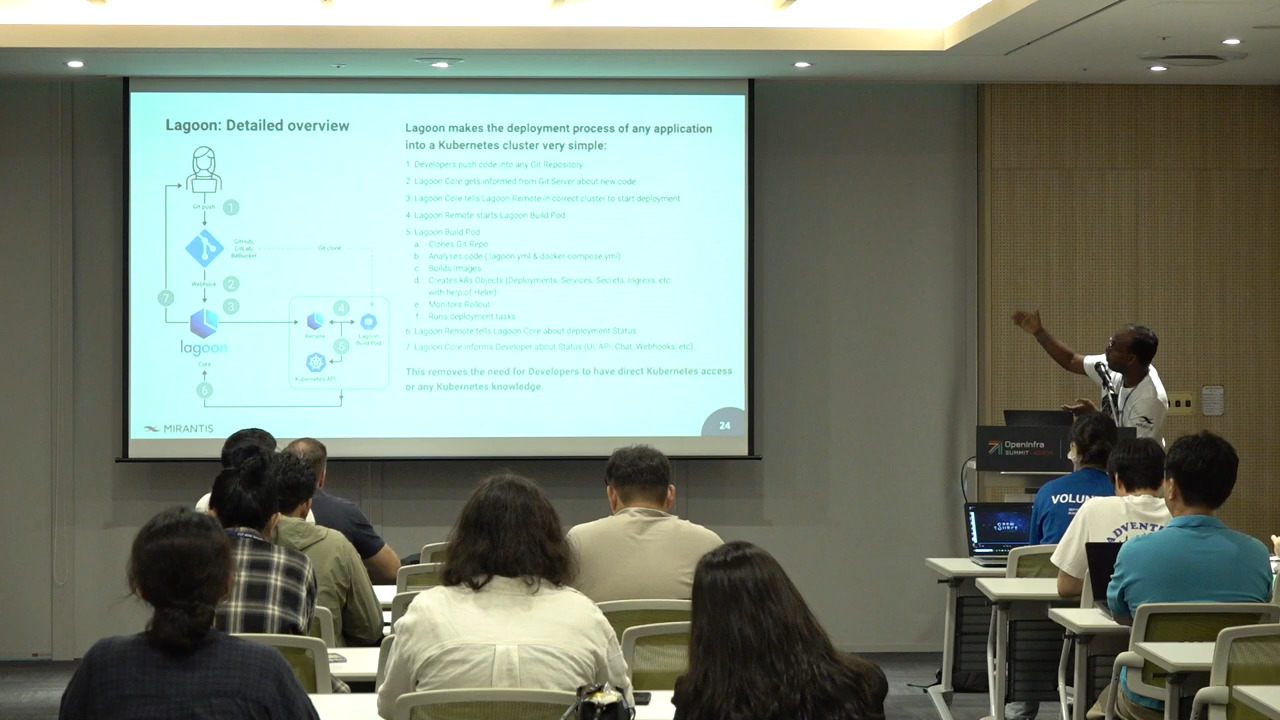 Lagoon: Detailed overview
Git push
1
GitHub,
GitLab,
BitBucket
Git clone
Webhook
2
3
7
4
Remote
Lagoon
Build Pod
5
Kubernetes API
lagoon
Core
6
MIRANTIS
Lagoon makes the deployment process of any application
into a Kubernetes cluster very simple:
1. Developers push code into any Git Repository
2. Lagoon Core gets informed from Git Server about new code
3. Lagoon Core tells Lagoon Remote in correct cluster to start deployment
4. Lagoon Remote starts Lagoon Build Pod
5. Lagoon Build Pod
a. Clones Git Repo
b. Analyses code (.lagoon.yml & docker-compose.yml)
c. Builds Images
d. Creates k8s Objects (Deployments, Services, Secrets, Ingress, etc
with help of Helm)
e. Monitors Rollout
f. Runs deployment tasks
6. Lagoon Remote tells Lagoon Core about deployment Status
7. Lagoon Core informs Developer about Status (UI, API, Chat, Webhooks, etc)
This removes the need for Developers to have direct Kubernetes access
or any Kubernetes knowledge.
24
OpenInfra
SUMMIT
VOLUN
ADVENT